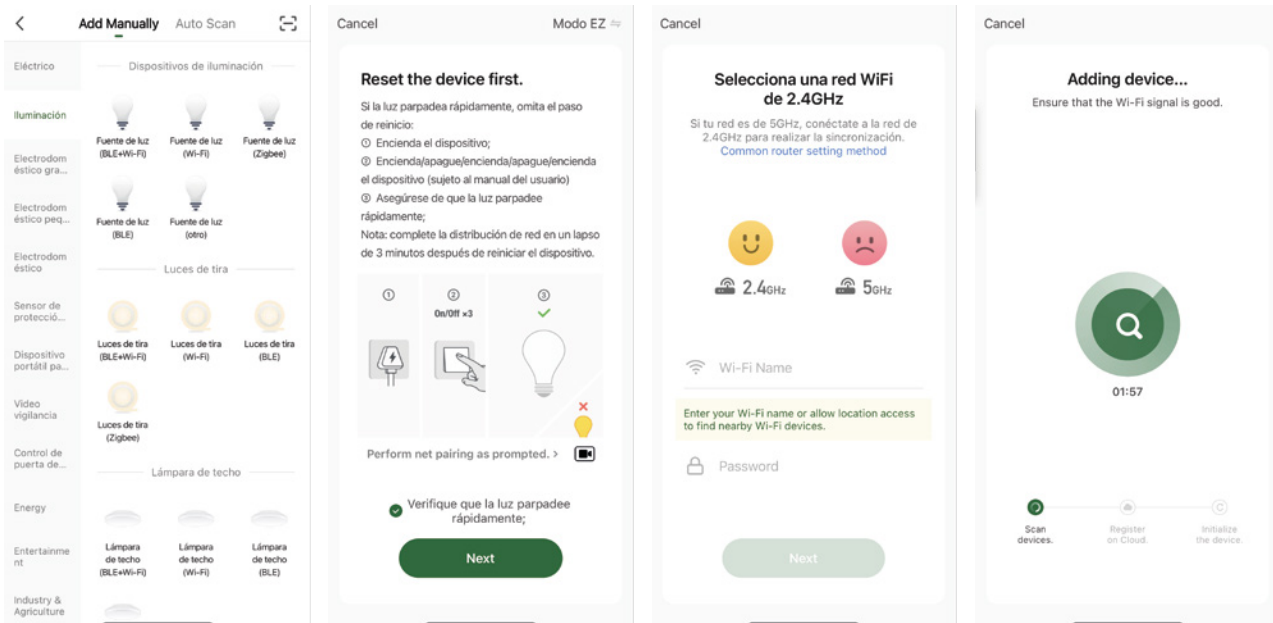 Add Manually
Auto Scan
Eléctrico
Iluminación
Electrodom
éstico gra...
Electrodom
éstico peq...
Electrodom
éstico
Sensor de
protecció...
Dispositivo
portátil pa...
Video
vigilancia
Control de
puerta de...
Energy
Entertainme
nt
Industry &
Agriculture
Dispositivos de iluminación
Fuente de luz
(BLE+Wi-Fi)
Fuente de luz
(Wi-Fi)
Fuente de luz
(Zigbee)
Fuente de luz
(BLE)
Fuente de luz
(otro)
Luces de tira
Luces de tira
(BLE+Wi-Fi)
Luces de tira
(Wi-Fi)
Luces de tira
(BLE)
Luces de tira
(Zigbee)
Lámpara de techo
Lámpara
de techo
(BLE+Wi-Fi)
Lámpara
de techo
(Wi-Fi)
Lámpara
de techo
(BLE)
Cancel
Modo EZ
Reset the device first.
Si la luz parpadea rápidamente, omita el paso
de reinicio:
① Encienda el dispositivo;
② Encienda/apague/encienda/apague/encienda
el dispositivo (sujeto al manual del usuario)
③ Asegúrese de que la luz parpadee
rápidamente;
Nota: complete la distribución de red en un lapso
de 3 minutos después de reiniciar el dispositivo.
①
②
③
On/Off ×3
Perform net pairing as prompted. >
Verifique que la luz parpadee
rápidamente;
Next
Cancel
Selecciona una red WiFi
de 2.4GHz
Si tu red es de 5GHz, conéctate a la red de
2.4GHz para realizar la sincronización.
Common router setting method
2.4GHz
5GHz
Wi-Fi Name
Enter your Wi-Fi name or allow location access
to find nearby Wi-Fi devices.
Password
Next
Cancel
Adding device...
Ensure that the Wi-Fi signal is good.
01:57
Scan
devices.
Register
on Cloud.
Initialize
the device.